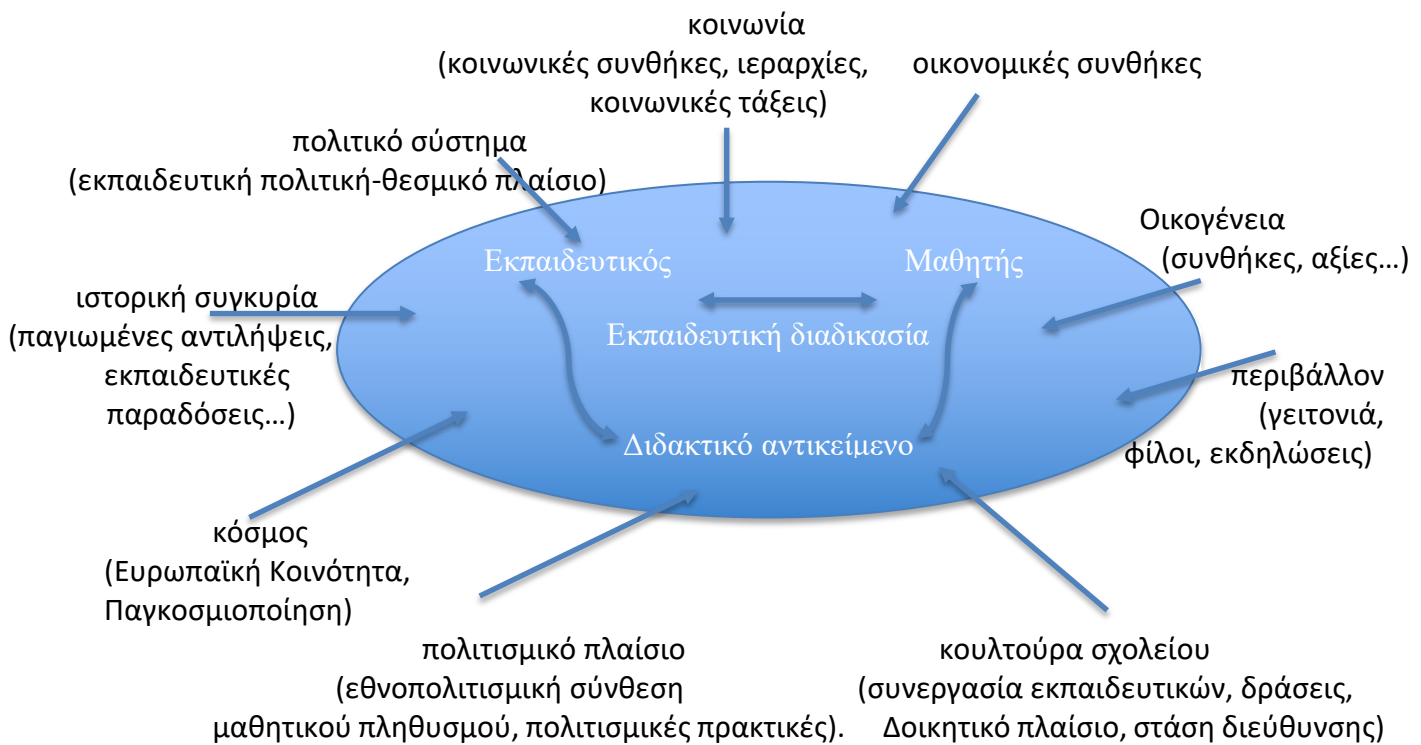 κοινωνία
(κοινωνικές συνθήκες, ιεραρχίες,
κοινωνικές τάξεις)
οικονομικές συνθήκες
πολιτικό σύστημα
(εκπαιδευτική πολιτική-θεσμικό πλαίσιο)
Οικογένεια
(συνθήκες, αξίες...)
Εκπαιδευτικός
Μαθητής
ιστορική συγκυρία
(παγιωμένες αντιλήψεις,
εκπαιδευτικές
παραδόσεις...)
Εκπαιδευτική διαδικασία
περιβάλλον
(γειτονιά,
φίλοι, εκδηλώσεις)
Διδακτικό αντικείμενο
κόσμος
(Ευρωπαϊκή Κοινότητα,
Παγκοσμιοποίηση)
πολιτισμικό πλαίσιο
(εθνοπολιτισμική σύνθεση
μαθητικού πληθυσμού, πολιτισμικές πρακτικές).
κουλτούρα σχολείου
(συνεργασία εκπαιδευτικών, δράσεις,
Δοικητικό πλαίσιο, στάση διεύθυνσης)